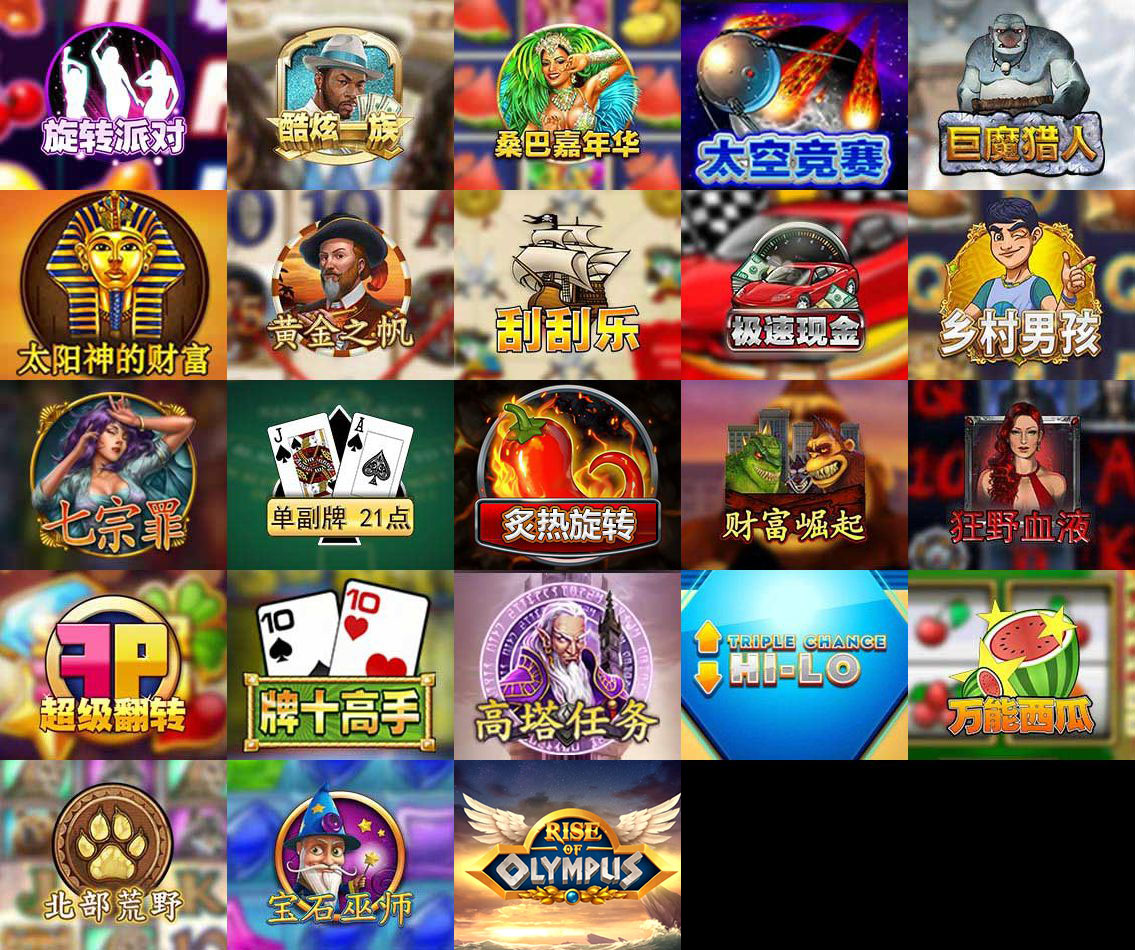 旋转派对
酷炫一族
桑巴嘉年华
太空竞赛
巨魔猎人
太阳神的财富
黄金之帆
刮刮乐
极速现金
乡村男孩
七宗罪
J
A
单副牌 21点
炙热旋转
财富崛起
狂野血液
超级翻转
10
10
牌十高手
高塔任务
TRIPLE CHANCE
HI-LO
万能西瓜
北部荒野
宝石巫师
RISE
OF
OLYMPUS